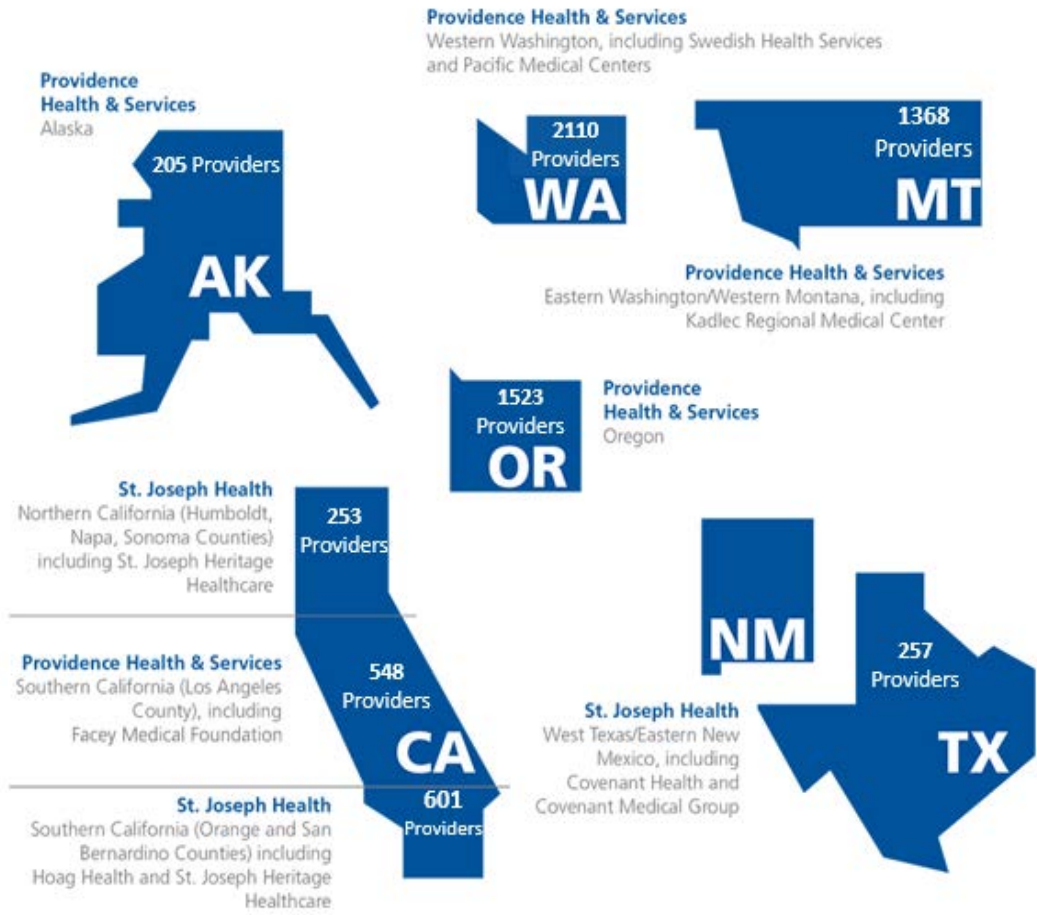 Providence Health & Services
Western Washington, including Swedish Health Services
and Pacific Medical Centers
Providence
Health & Services
Alaska
205 Providers
AK
2110
Providers
WA
1368
Providers
MT
Providence Health & Services
Eastern Washington/Western Montana, including
Kadlec Regional Medical Center
1523
Providers
OR
Providence
Health & Services
Oregon
St. Joseph Health
Northern California (Humboldt,
Napa, Sonoma Counties)
including St. Joseph Heritage
Healthcare
253
Providers
Providence Health & Services
Southern California (Los Angeles
County), including
Facey Medical Foundation
548
Providers
CA
St. Joseph Health
Southern California (Orange and San
Bernardino Counties) including
Hoag Health and St. Joseph Heritage
Healthcare
601
Providers
NM
257
Providers
TX
St. Joseph Health
West Texas/Eastern New
Mexico, including
Covenant Health and
Covenant Medical Group